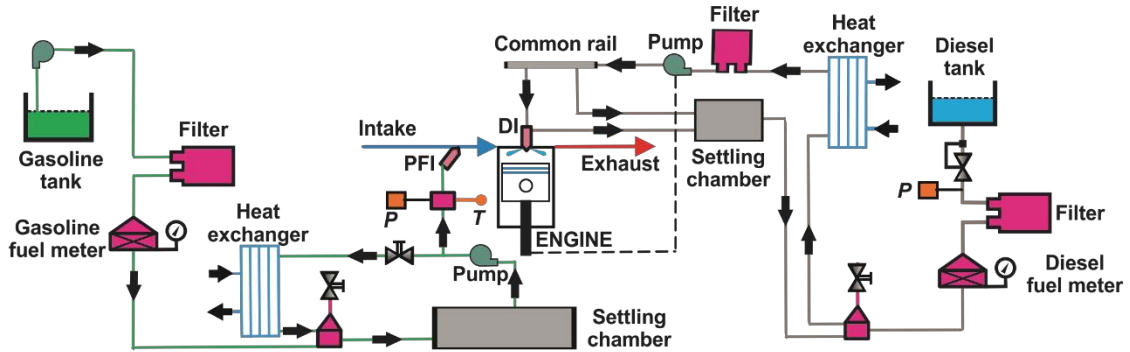 Filter
Heat
exchanger
Pump
Common rail
Diesel
tank
Gasoline
tank
Filter
Intake
DI
PFI
Exhaust
Settling
chamber
P
T
P
Filter
Gasoline
fuel meter
Heat
exchanger
ENGINE
Pump
Diesel
fuel meter
Settling
chamber